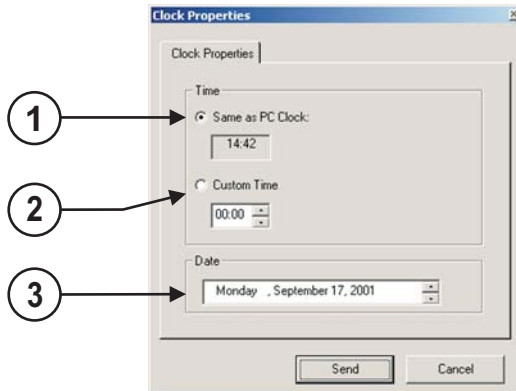 Clock Properties
Clock Properties
Time
1
Same as PC Clock:
14:42
2
Custom Time
00:00
Date
3
Monday , September 17, 2001
Send
Cancel